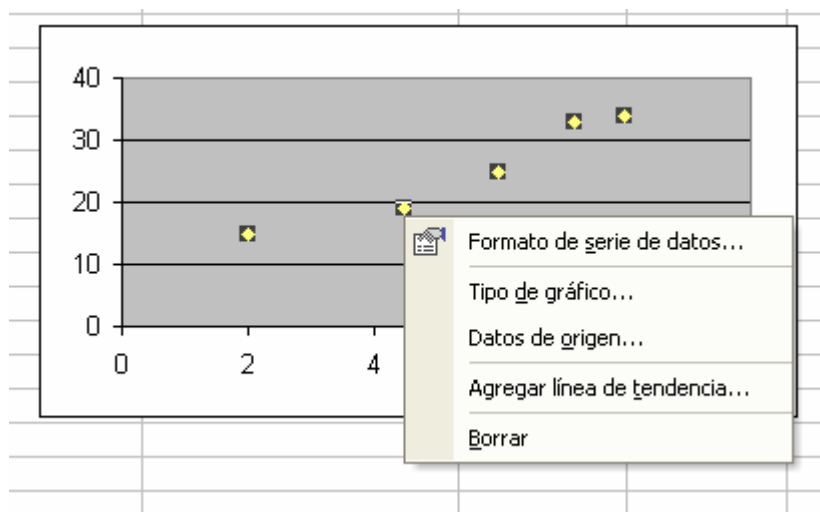 40
30
20
10
0
0 2 4
Formato de serie de datos...
Tipo de gráfico...
Datos de origen...
Agregar línea de tendencia...
Borrar